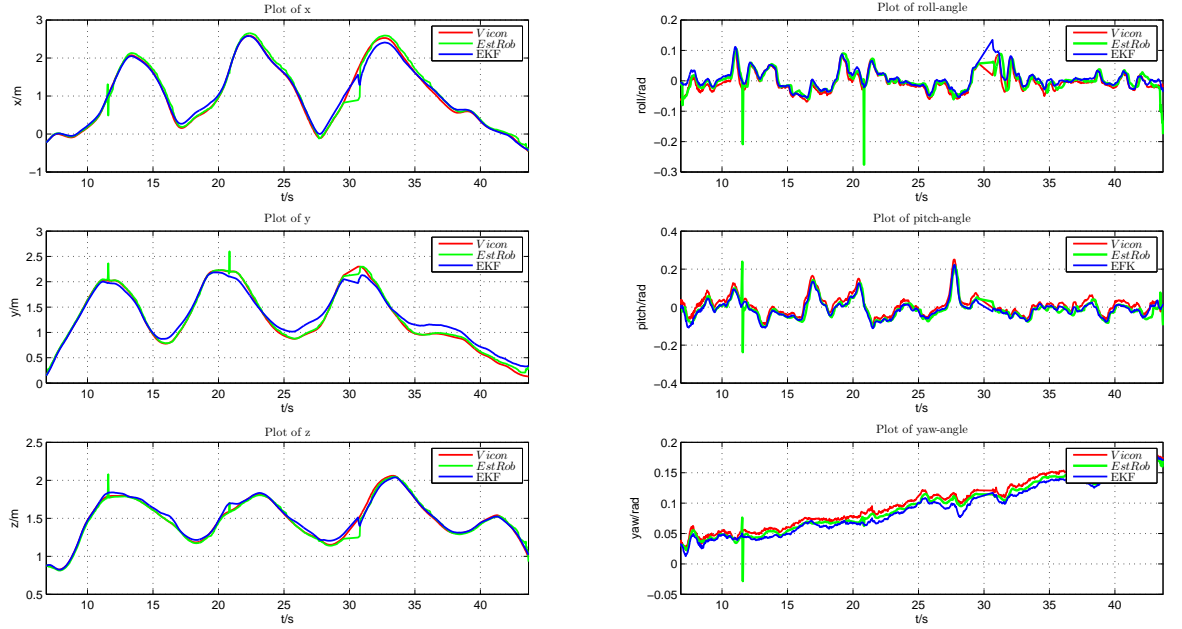 Plot of x
3
2
1
0
−1
x/m
10 15 20 25 30 35 40
t/s
Vicon
EstRob
EKF
Plot of y
3
2.5
2
1.5
1
0.5
0
y/m
10 15 20 25 30 35 40
t/s
Vicon
EstRob
EKF
Plot of z
2.5
2
1.5
1
0.5
z/m
10 15 20 25 30 35 40
t/s
Vicon
EstRob
EKF
Plot of roll-angle
0.2
0.1
0
−0.1
−0.2
−0.3
roll/rad
10 15 20 25 30 35 40
t/s
Vicon
EstRob
EKF
Plot of pitch-angle
0.4
0.2
0
−0.2
−0.4
pitch/rad
10 15 20 25 30 35 40
t/s
Vicon
EstRob
EFK
Plot of yaw-angle
0.2
0.15
0.1
0.05
0
−0.05
yaw/rad
10 15 20 25 30 35 40
t/s
Vicon
EstRob
EKF